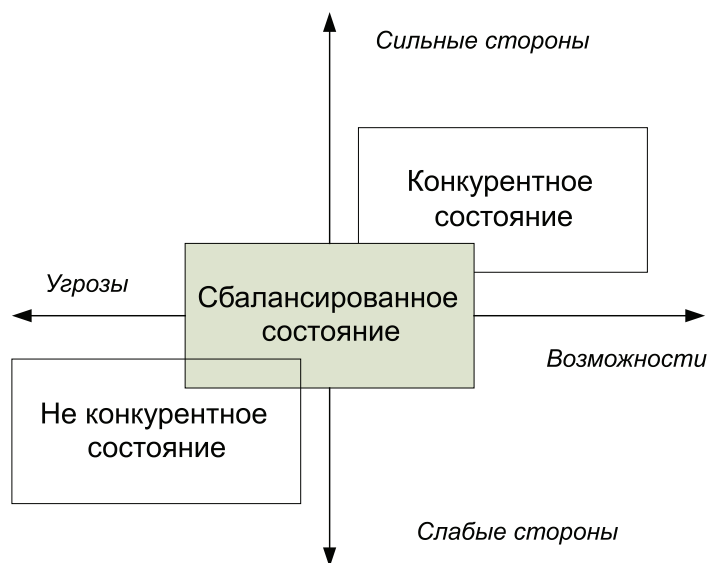 Сильные стороны
Конкурентное
состояние
Угрозы
Сбалансированное
состояние
Возможности
Не конкурентное
состояние
Слабые стороны